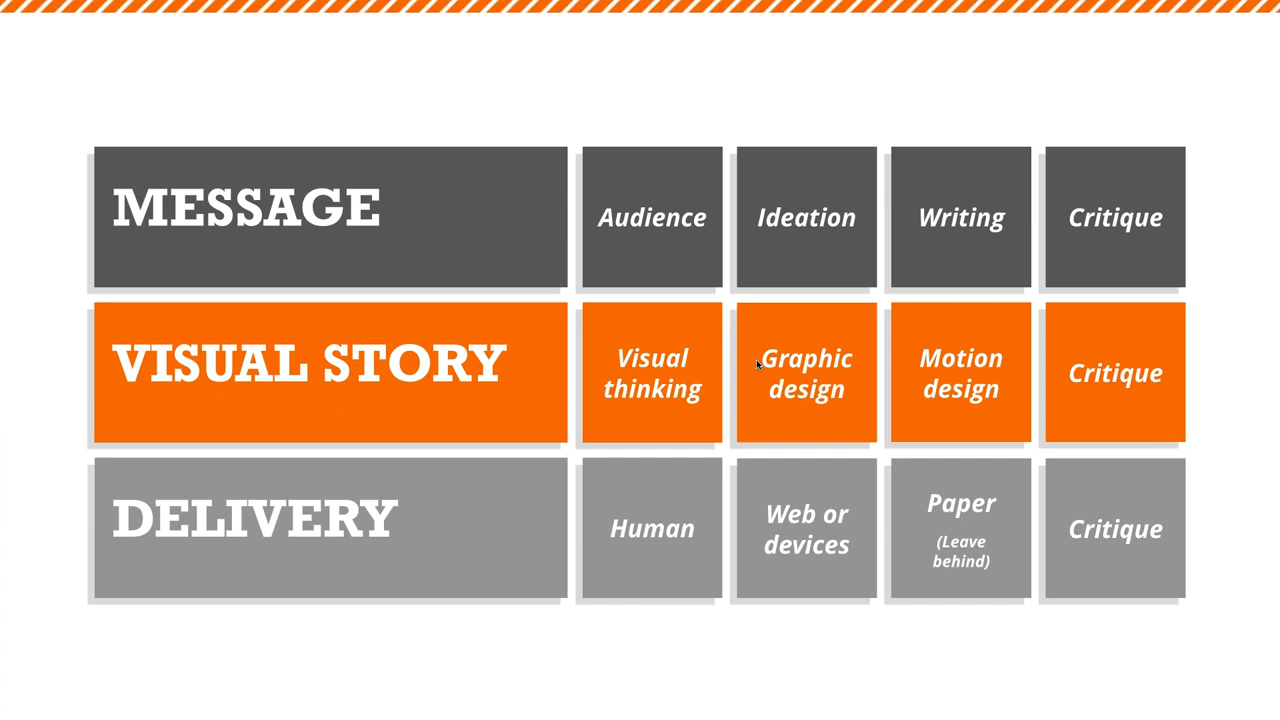 MESSAGE
Audience
Ideation
Writing
Critique
VISUAL STORY
Visual
thinking
Graphic
design
Motion
design
Critique
DELIVERY
Human
Web or
devices
Paper
(Leave
behind)
Critique